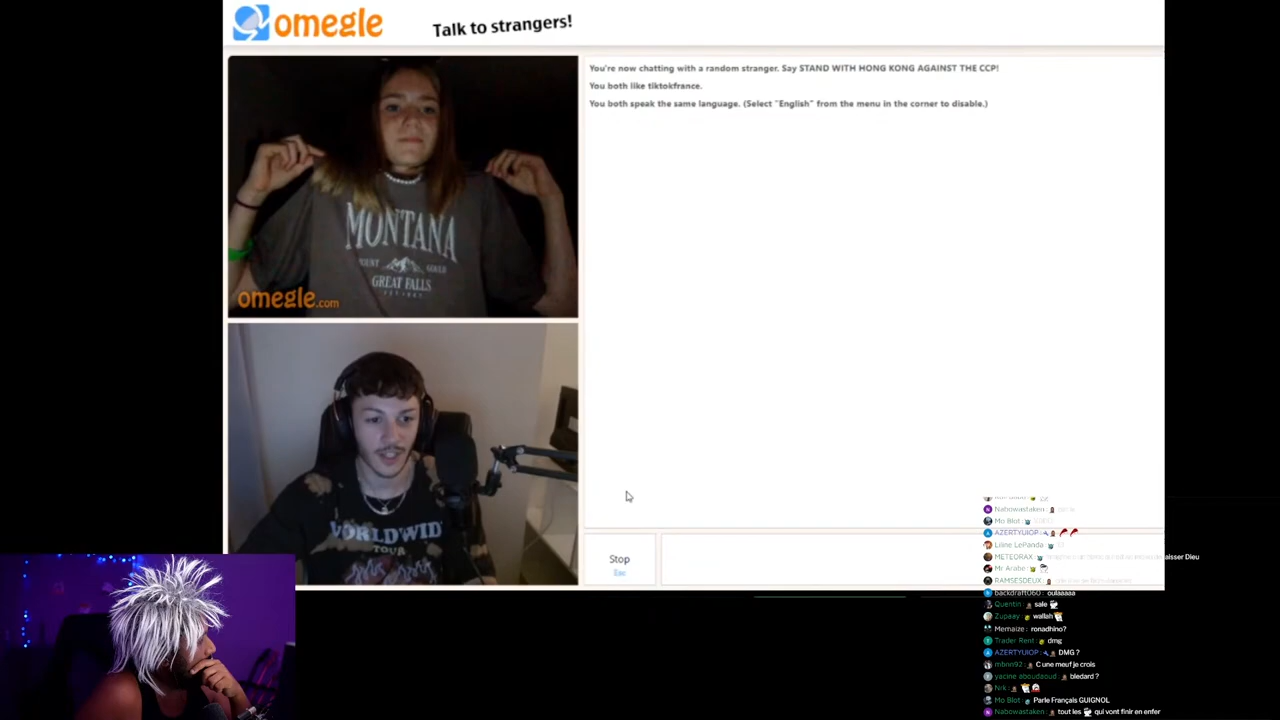 omegle
Talk to strangers!
You're now chatting with a random stranger. Say STAND WITH HONG KONG AGAINST THE CCP!
You both like tiktokfrance.
You both speak the same language. (Select "English" from the menu in the corner to disable.)
MONTANA
GREAT FALLS
omegle.com
WORLDWID
TOUR
Stop
Esc
Nabowastaken:
Mo Blot:
AZERTYUIOP:
Liline LePanda:
METEORAX: laisser Dieu
Mr Arabe:
RAMSESDEUX:
backdraft060: oulaaaaa
Quentin: sale
Zupaay: wallah
Memaize: ronadhino?
Trader Rent: dmg
AZERTYUIOP: DMG ?
mbnn92: C une meuf je crois
yacine aboudaoud: bledard ?
Nrk:
Mo Blot: Parle Français GUIGNOL
Nabowastaken: tout les qui vont finir en enfer